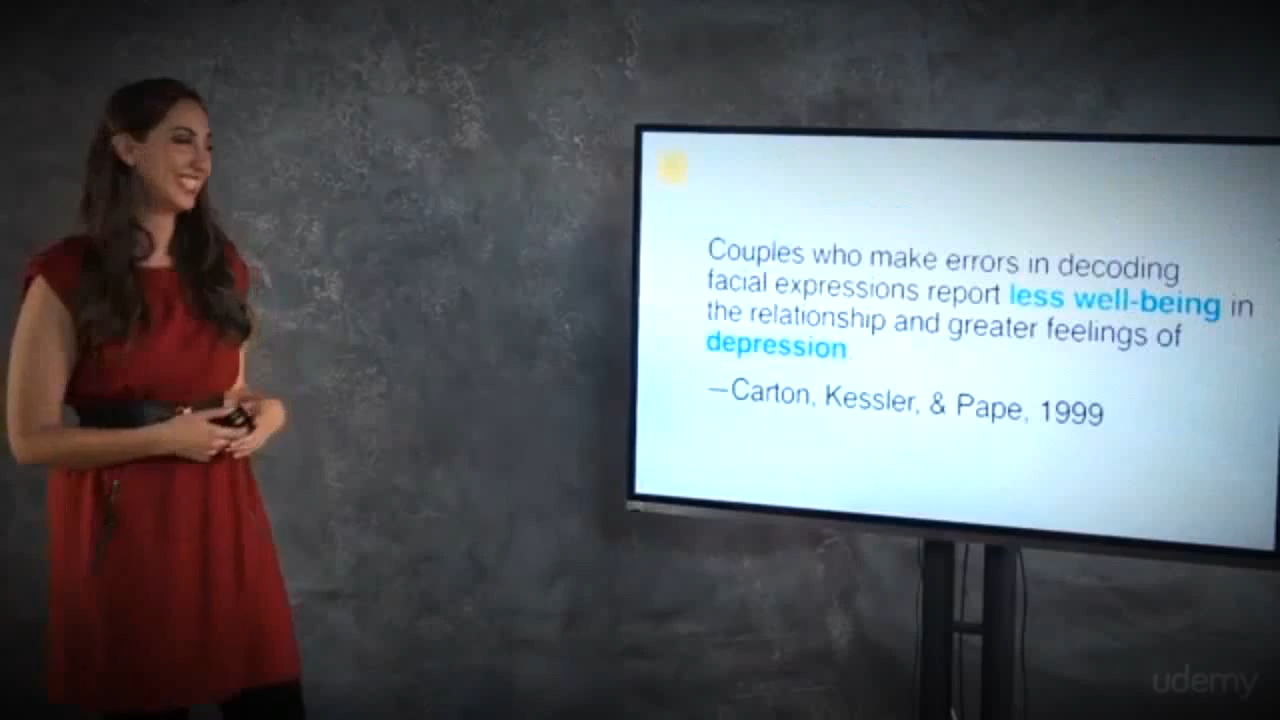 Couples who make errors in decoding
facial expressions report less well-being in
the relationship and greater feelings of
depression
—Carton, Kessler, & Pape, 1999
udemy